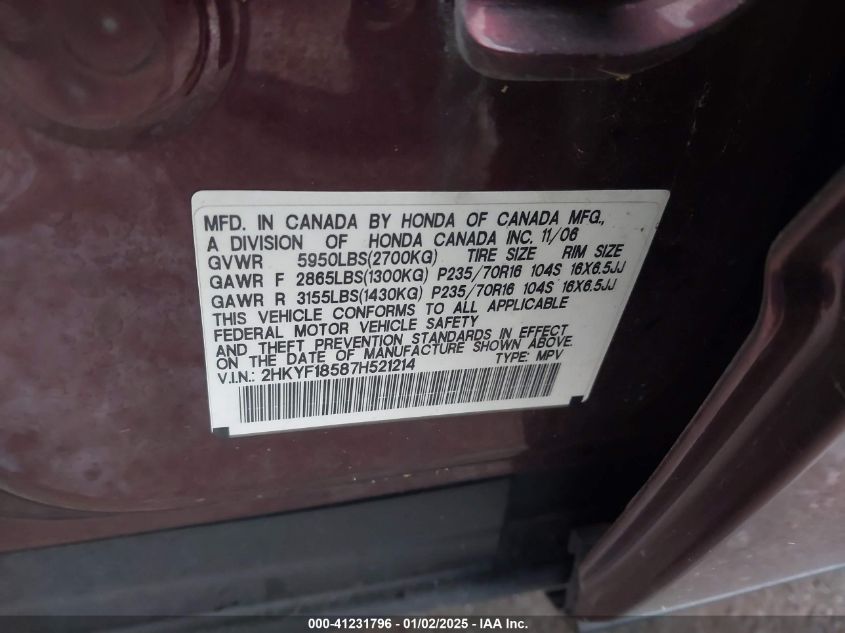 MFD. IN CANADA BY HONDA OF CANADA MFG.,
A DIVISION OF HONDA CANADA INC. 11/06
GVWR 5950LBS(2700KG) TIRE SIZE RIM SIZE
GAWR F 2865LBS(1300KG) P235/70R16 104S 16X6.5JJ
GAWR R 3155LBS(1430KG) P235/70R16 104S 16X6.5JJ
THIS VEHICLE CONFORMS TO ALL APPLICABLE
FEDERAL MOTOR VEHICLE SAFETY
AND THEFT PREVENTION STANDARDS IN EFFECT
ON THE DATE OF MANUFACTURE SHOWN ABOVE.
V.I.N.: 2HKYF18587H521214 TYPE: MPV
000-41231796 - 01/02/2025 - IAA Inc.